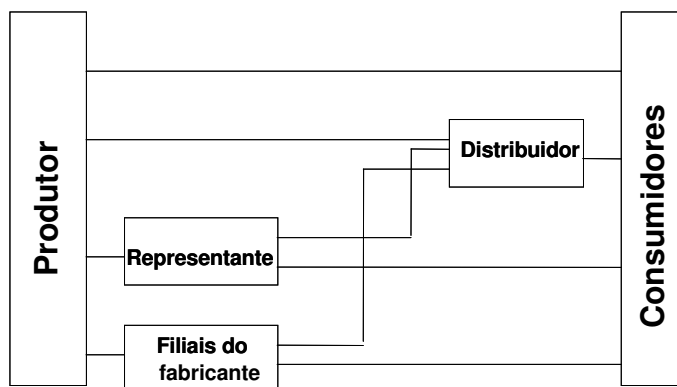 Produtor
Distribuidor
Representante
Filiais do
fabricante
Consumidores